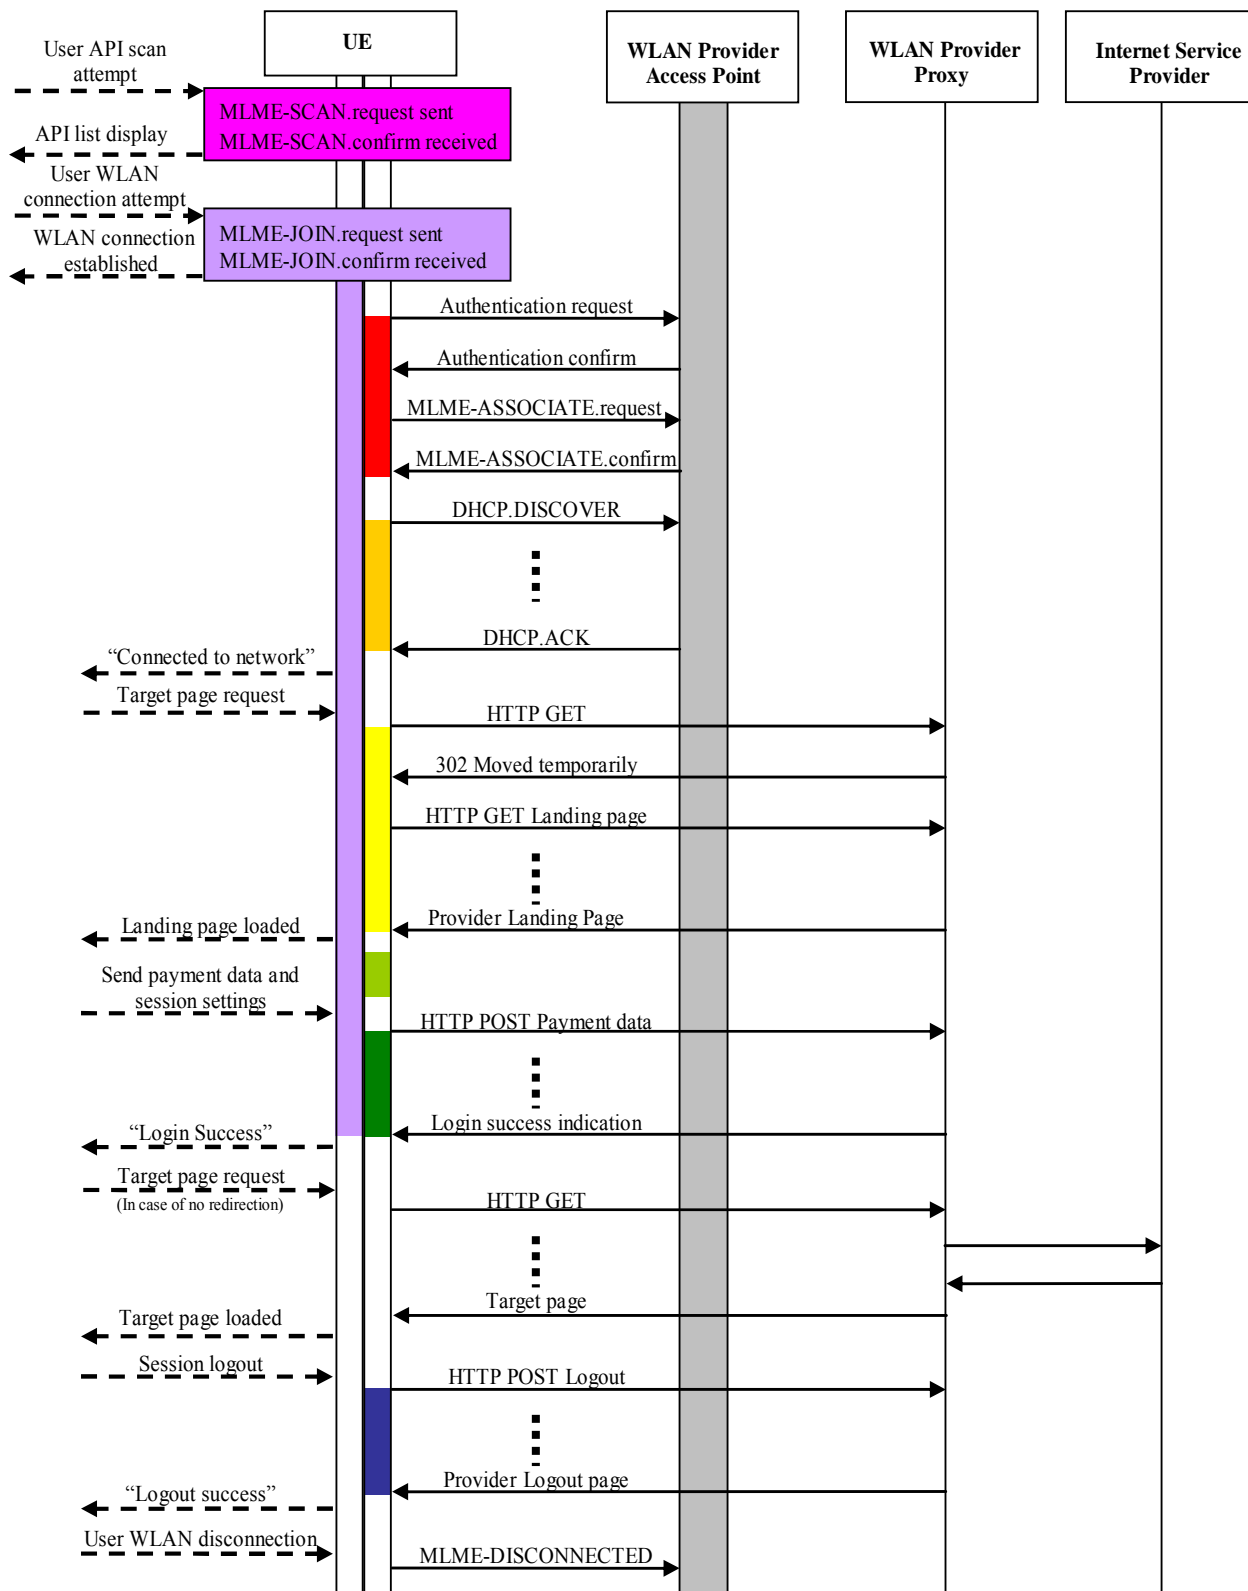 UE
WLAN Provider
Access Point
WLAN Provider
Proxy
Internet Service
Provider
User API scan
attempt
MLME-SCAN.request sent
MLME-SCAN.confirm received
API list display
User WLAN
connection attempt
MLME-JOIN.request sent
MLME-JOIN.confirm received
WLAN connection
established
Authentication request
Authentication confirm
MLME-ASSOCIATE.request
MLME-ASSOCIATE.confirm
DHCP.DISCOVER
DHCP.ACK
“Connected to network”
Target page request
HTTP GET
302 Moved temporarily
HTTP GET Landing page
Provider Landing Page
Landing page loaded
Send payment data and
session settings
HTTP POST Payment data
Login success indication
“Login Success”
Target page request
(In case of no redirection)
HTTP GET
Target page
Target page loaded
Session logout
HTTP POST Logout
Provider Logout page
“Logout success”
User WLAN disconnection
MLME-DISCONNECTED